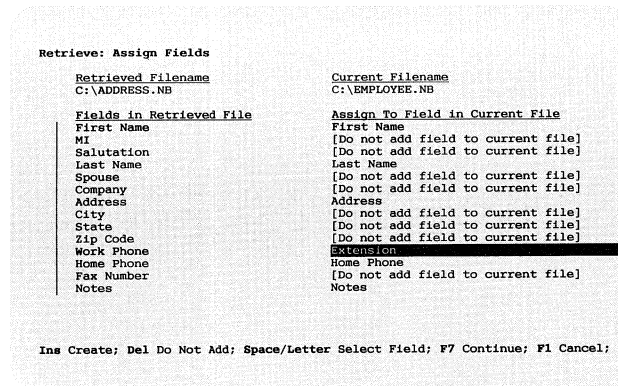 Retrieve: Assign Fields
Retrieved Filename Current Filename
C:\ADDRESS.NB C:\EMPLOYEE.NB
Fields in Retrieved File Assign To Field in Current File
First Name First Name
MI [Do not add field to current file]
Salutation [Do not add field to current file]
Last Name Last Name
Spouse [Do not add field to current file]
Company [Do not add field to current file]
Address Address
City [Do not add field to current file]
State [Do not add field to current file]
Zip Code [Do not add field to current file]
Work Phone Extension
Home Phone Home Phone
Fax Number [Do not add field to current file]
Notes Notes
Ins Create; Del Do Not Add; Space/Letter Select Field; F7 Continue; F1 Cancel;